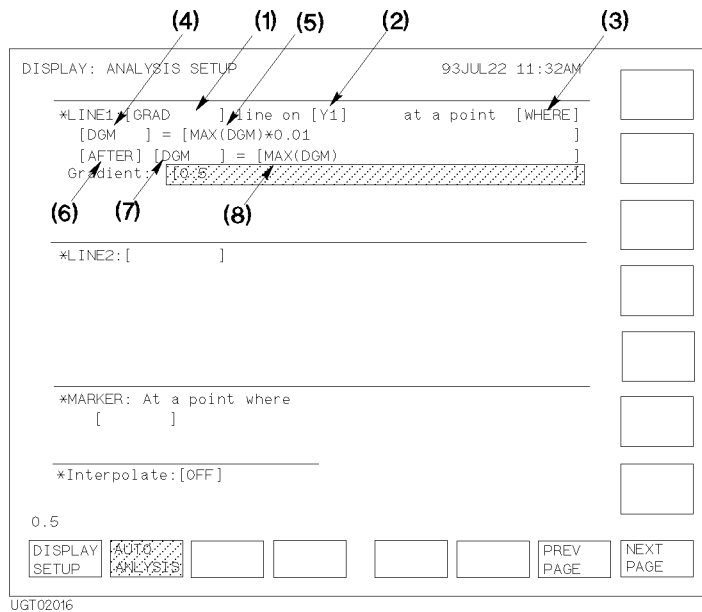 (4) (1) (5) (2) (3)
DISPLAY: ANALYSIS SETUP 93JUL22 11:32AM
*LINE1:[GRAD ] line on [Y1] at a point [WHERE]
[DGM ] = [MAX(DGM)*0.01 ]
[AFTER] [DGM ] = [MAX(DGM) ]
Gradient: [0.5 ]
(6) (7) (8)
*LINE2:[ ]
*MARKER: At a point where
[ ]
*Interpolate:[OFF]
0.5
DISPLAY SETUP
AUTO ANLYSIS
PREV PAGE
NEXT PAGE
UGT02016